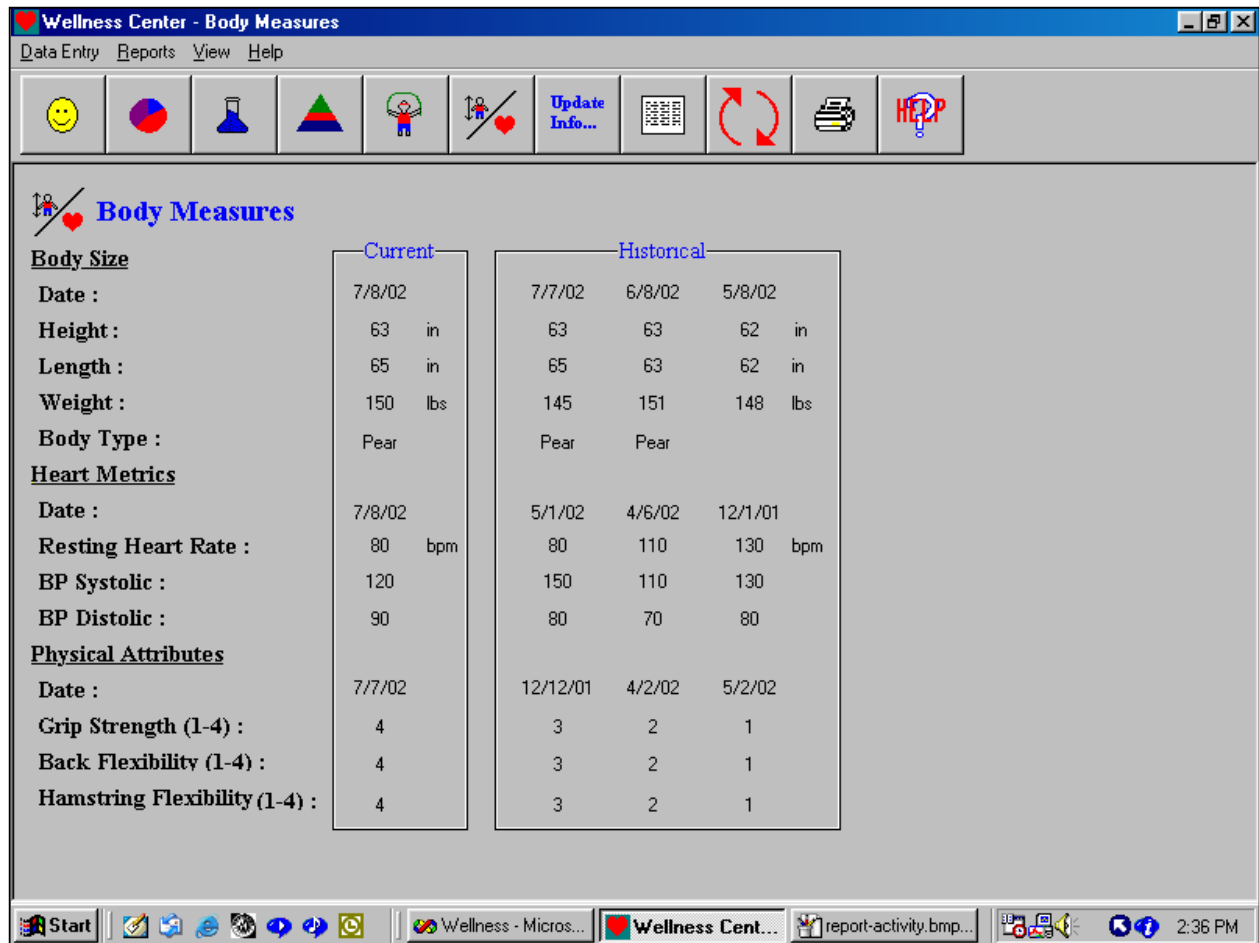 Wellness Center - Body Measures
Data Entry Reports View Help
Update
Info...
HELP
Body Measures
Current Historical
Body Size
Date : 7/8/02 7/7/02 6/8/02 5/8/02
Height : 63 in 63 63 62 in
Length : 65 in 65 63 62 in
Weight : 150 lbs 145 151 148 lbs
Body Type : Pear Pear Pear
Heart Metrics
Date : 7/8/02 5/1/02 4/6/02 12/1/01
Resting Heart Rate : 80 bpm 80 110 130 bpm
BP Systolic : 120 150 110 130
BP Distolic : 90 80 70 80
Physical Attributes
Date : 7/7/02 12/12/01 4/2/02 5/2/02
Grip Strength (1-4) : 4 3 2 1
Back Flexibility (1-4) : 4 3 2 1
Hamstring Flexibility (1-4) : 4 3 2 1
Start Wellness - Micros... Wellness Cent... report-activity.bmp... 2:36 PM